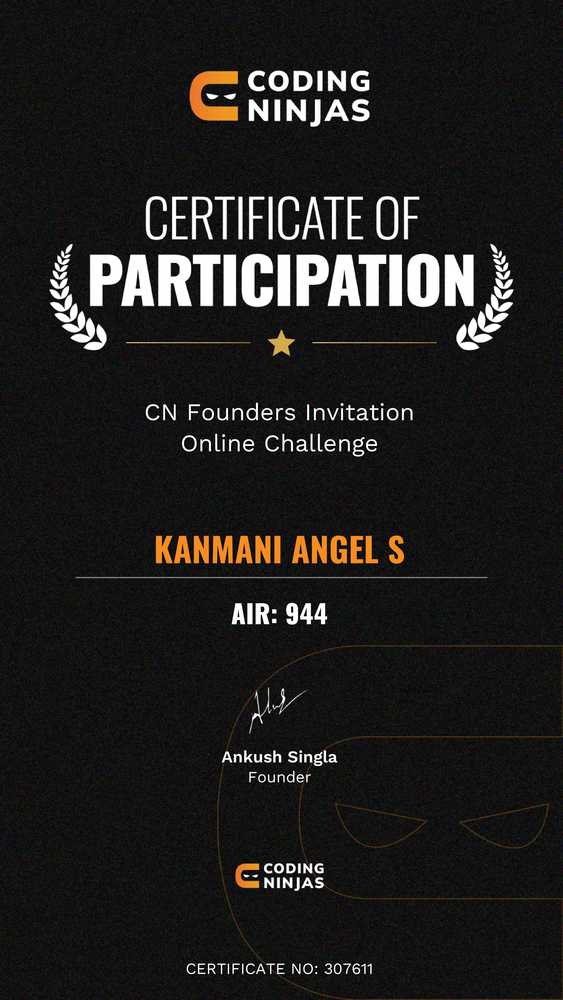 CODING
NINJAS
CERTIFICATE OF
PARTICIPATION
CN Founders Invitation
Online Challenge
KANMANI ANGEL S
AIR: 944
Ankush Singla
Founder
CODING
NINJAS
CERTIFICATE NO: 307611